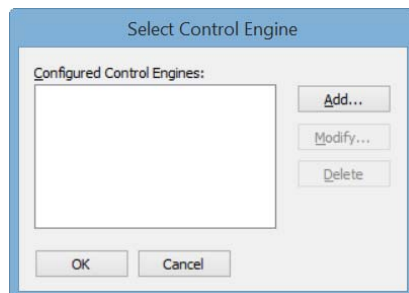 Select Control Engine
Configured Control Engines:
Add...
Modify...
Delete
OK Cancel